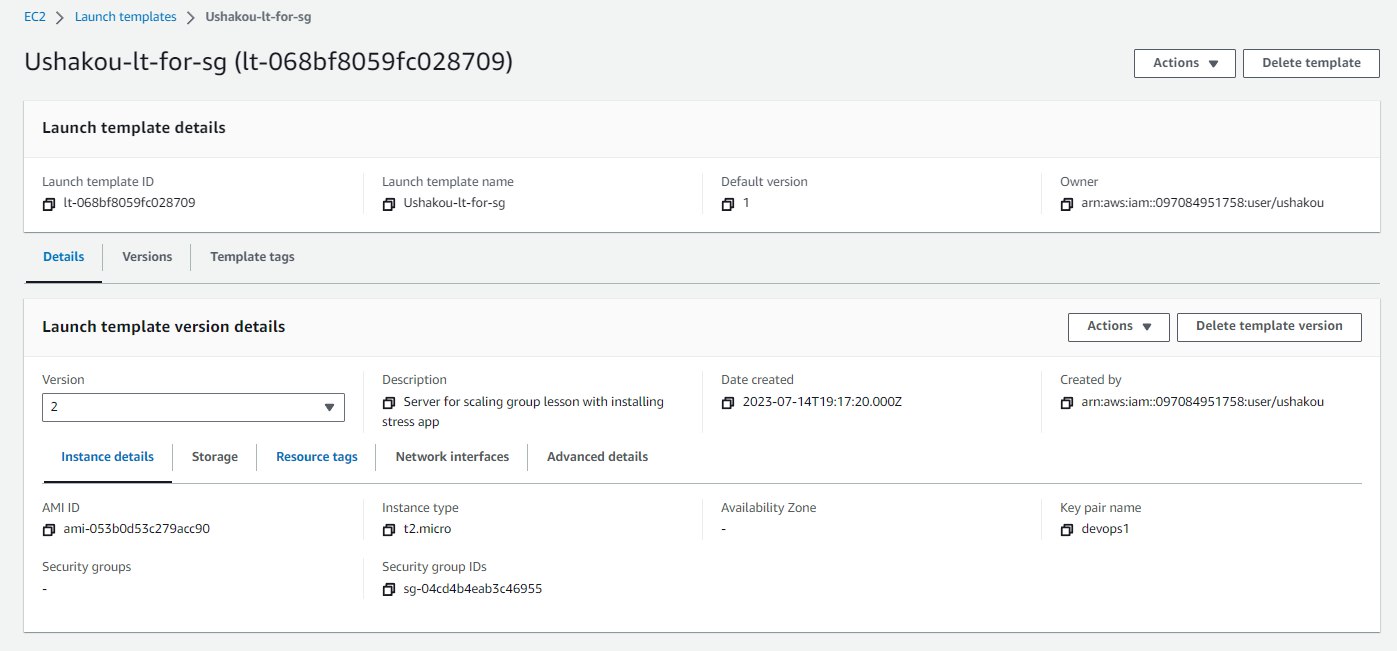 EC2 > Launch templates > Ushakou-lt-for-sg
Ushakou-lt-for-sg (lt-068bf8059fc028709)
Actions ▼ Delete template
Launch template details
Launch template ID Launch template name Default version Owner
lt-068bf8059fc028709 Ushakou-lt-for-sg 1 arn:aws:iam::097084951758:user/ushakou
Details Versions Template tags
Launch template version details Actions ▼ Delete template version
Version Description Date created Created by
2 Server for scaling group lesson with installing 2023-07-14T19:17:20.000Z arn:aws:iam::097084951758:user/ushakou
stress app
Instance details Storage Resource tags Network interfaces Advanced details
AMI ID Instance type Availability Zone Key pair name
ami-053b0d53c279acc90 t2.micro - devops1
Security groups Security group IDs
- sg-04cd4b4eab3c46955